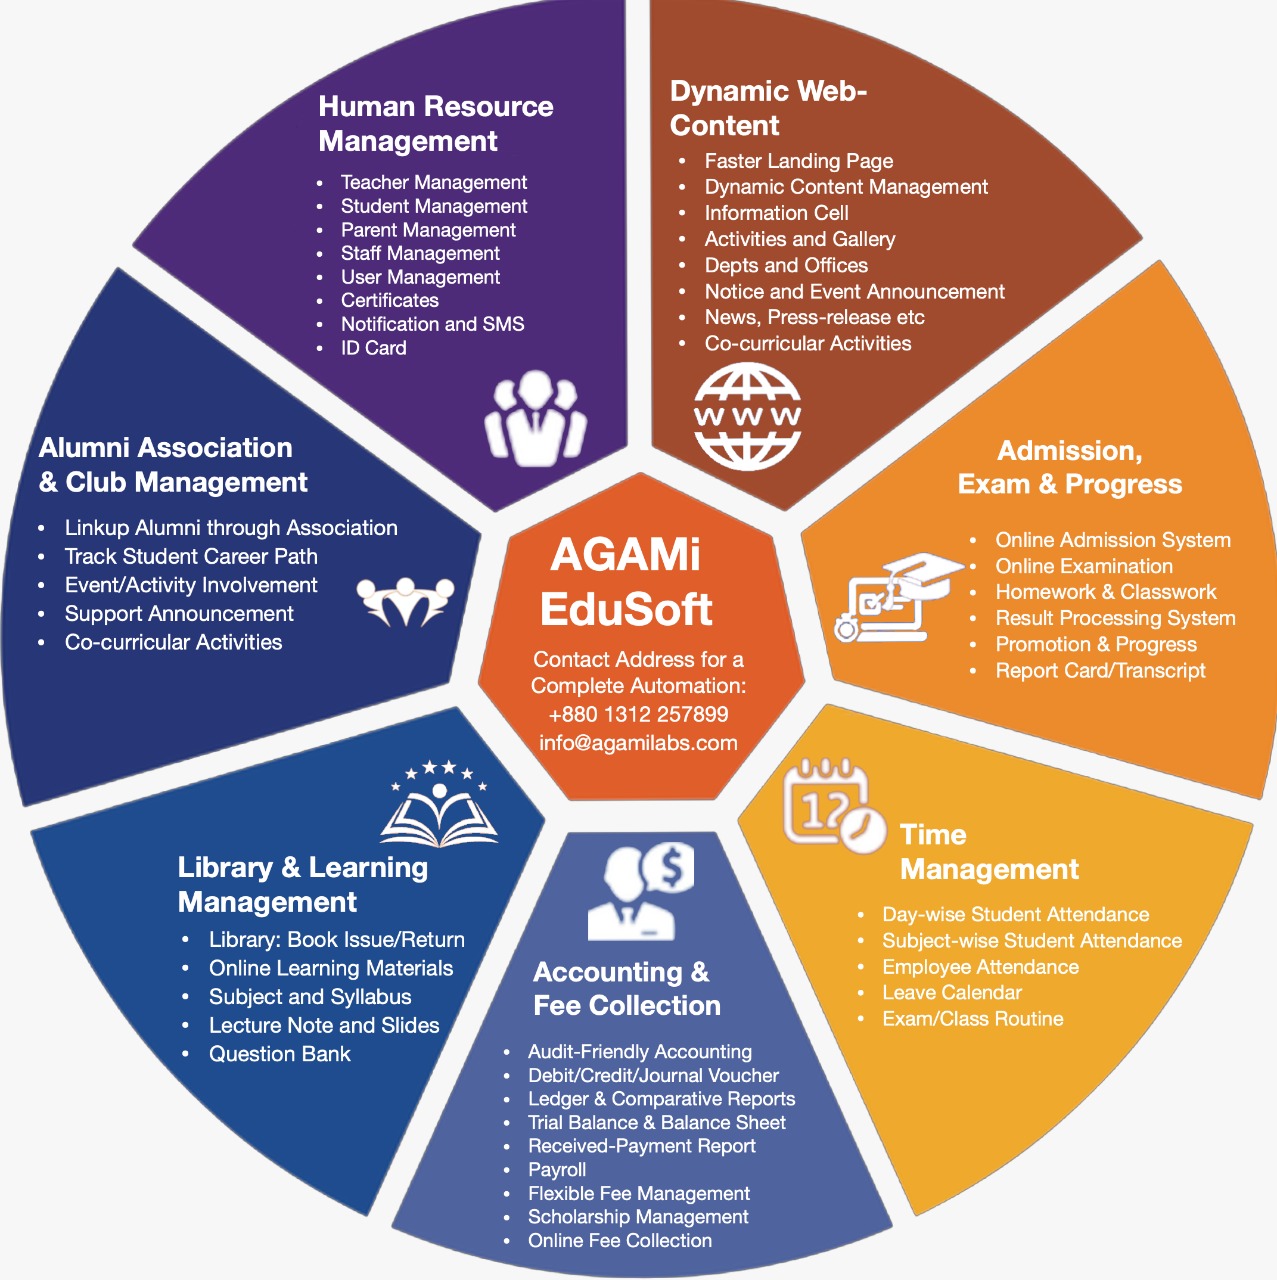 Human Resource
Management
• Teacher Management
• Student Management
• Parent Management
• Staff Management
• User Management
• Certificates
• Notification and SMS
• ID Card
Dynamic Web-
Content
• Faster Landing Page
• Dynamic Content Management
• Information Cell
• Activities and Gallery
• Depts and Offices
• Notice and Event Announcement
• News, Press-release etc
• Co-curricular Activities
WWW
Alumni Association
& Club Management
• Linkup Alumni through Association
• Track Student Career Path
• Event/Activity Involvement
• Support Announcement
• Co-curricular Activities
AGAMi
EduSoft
Contact Address for a
Complete Automation:
+880 1312 257899
info@agamilabs.com
Admission,
Exam & Progress
• Online Admission System
• Online Examination
• Homework & Classwork
• Result Processing System
• Promotion & Progress
• Report Card/Transcript
Library & Learning
Management
• Library: Book Issue/Return
• Online Learning Materials
• Subject and Syllabus
• Lecture Note and Slides
• Question Bank
$
Accounting &
Fee Collection
• Audit-Friendly Accounting
• Debit/Credit/Journal Voucher
• Ledger & Comparative Reports
• Trial Balance & Balance Sheet
• Received-Payment Report
• Payroll
• Flexible Fee Management
• Scholarship Management
• Online Fee Collection
12
Time
Management
• Day-wise Student Attendance
• Subject-wise Student Attendance
• Employee Attendance
• Leave Calendar
• Exam/Class Routine